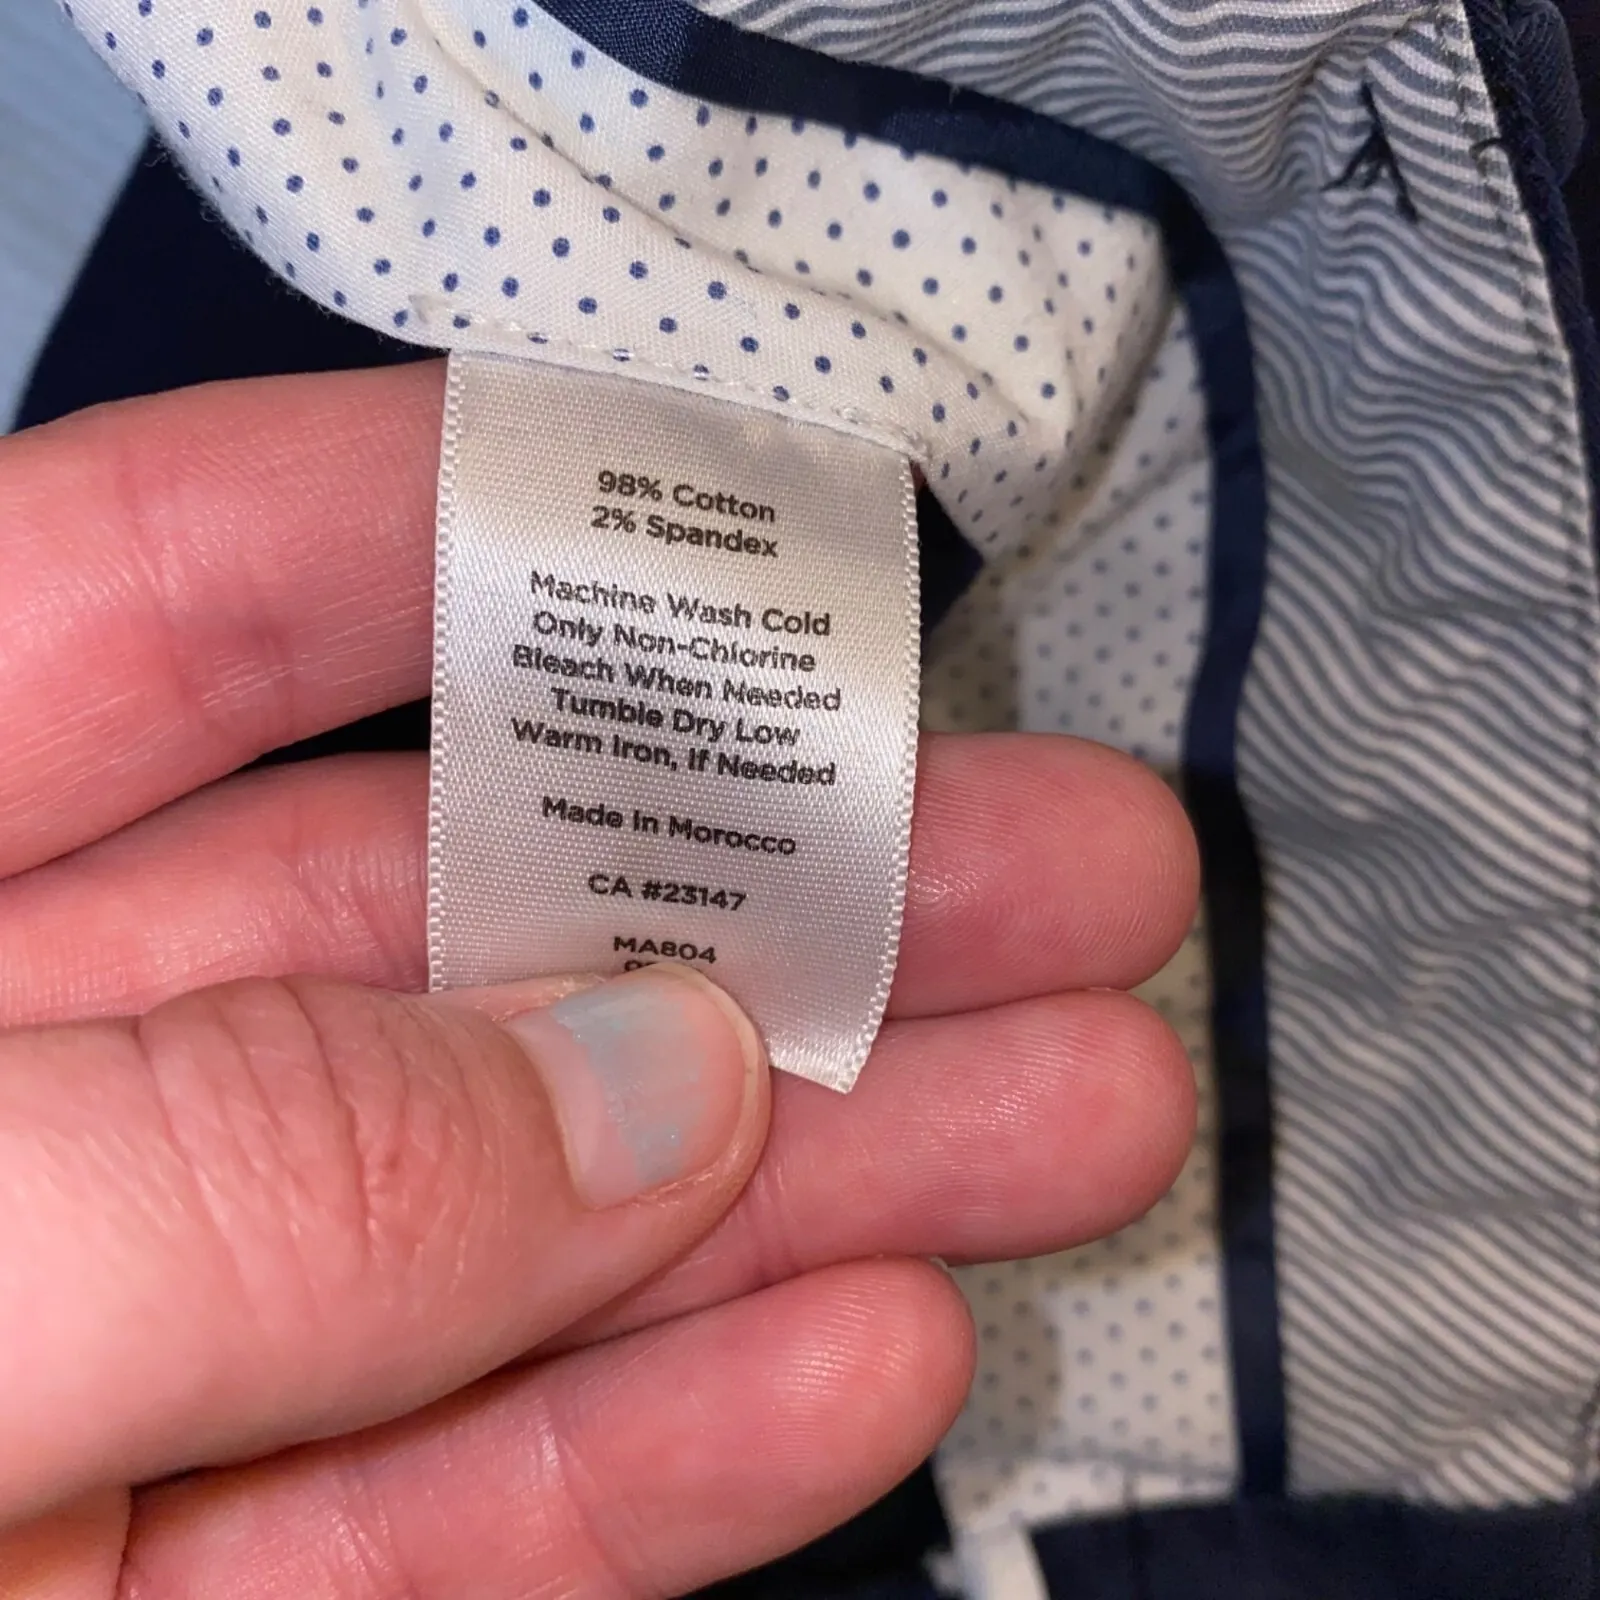 98% Cotton
2% Spandex
Machine Wash Cold
Only Non-Chlorine
Bleach When Needed
Tumble Dry Low
Warm Iron, If Needed
Made In Morocco
CA #23147
MA804